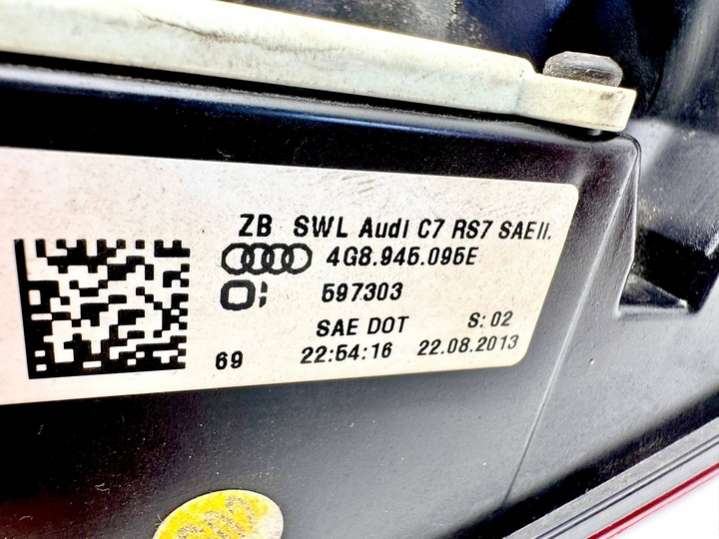 ZB SWL Audi C7 RS7 SAE II.
4G8.945.095E
597303
SAE DOT S: 02
69 22:54:16 22.08.2013